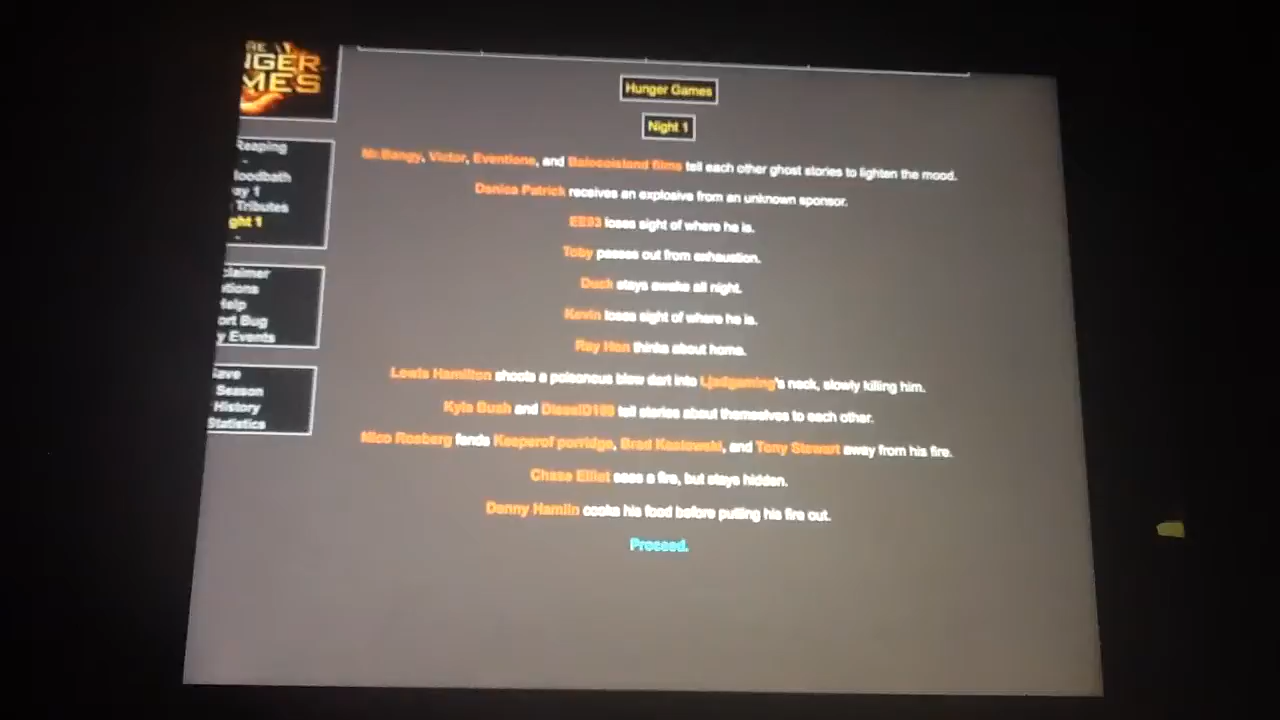 NGER
MES
Hunger Games
Night 1
Reaping
-
loodbath
ay 1
Tributes
ght 1
-
claimer
tions
Help
ort Bug
y Events
ave
Season
History
Statistics
Mr.Bangy, Victor, Eventions, and films tell each other ghost stories to lighten the mood.
Danica Patrick receives an explosive from an unknown sponsor.
EE93 loses sight of where he is.
Toby passes out from exhaustion.
Duck stays awake all night.
Kevin loses sight of where he is.
Ray Han thinks about home.
Lewis Hamilton shoots a poisonous blow dart into Ljadgaming's neck, slowly killing him.
Kyle Bush and tell stories about themselves to each other.
Nico Rosberg fends Keeperof porridge, Brad Keslowski, and Tony Stewart away from his fire.
Chase Elliot sees a fire, but stays hidden.
Denny Hamlin cooks his food before putting his fire out.
Proceed.